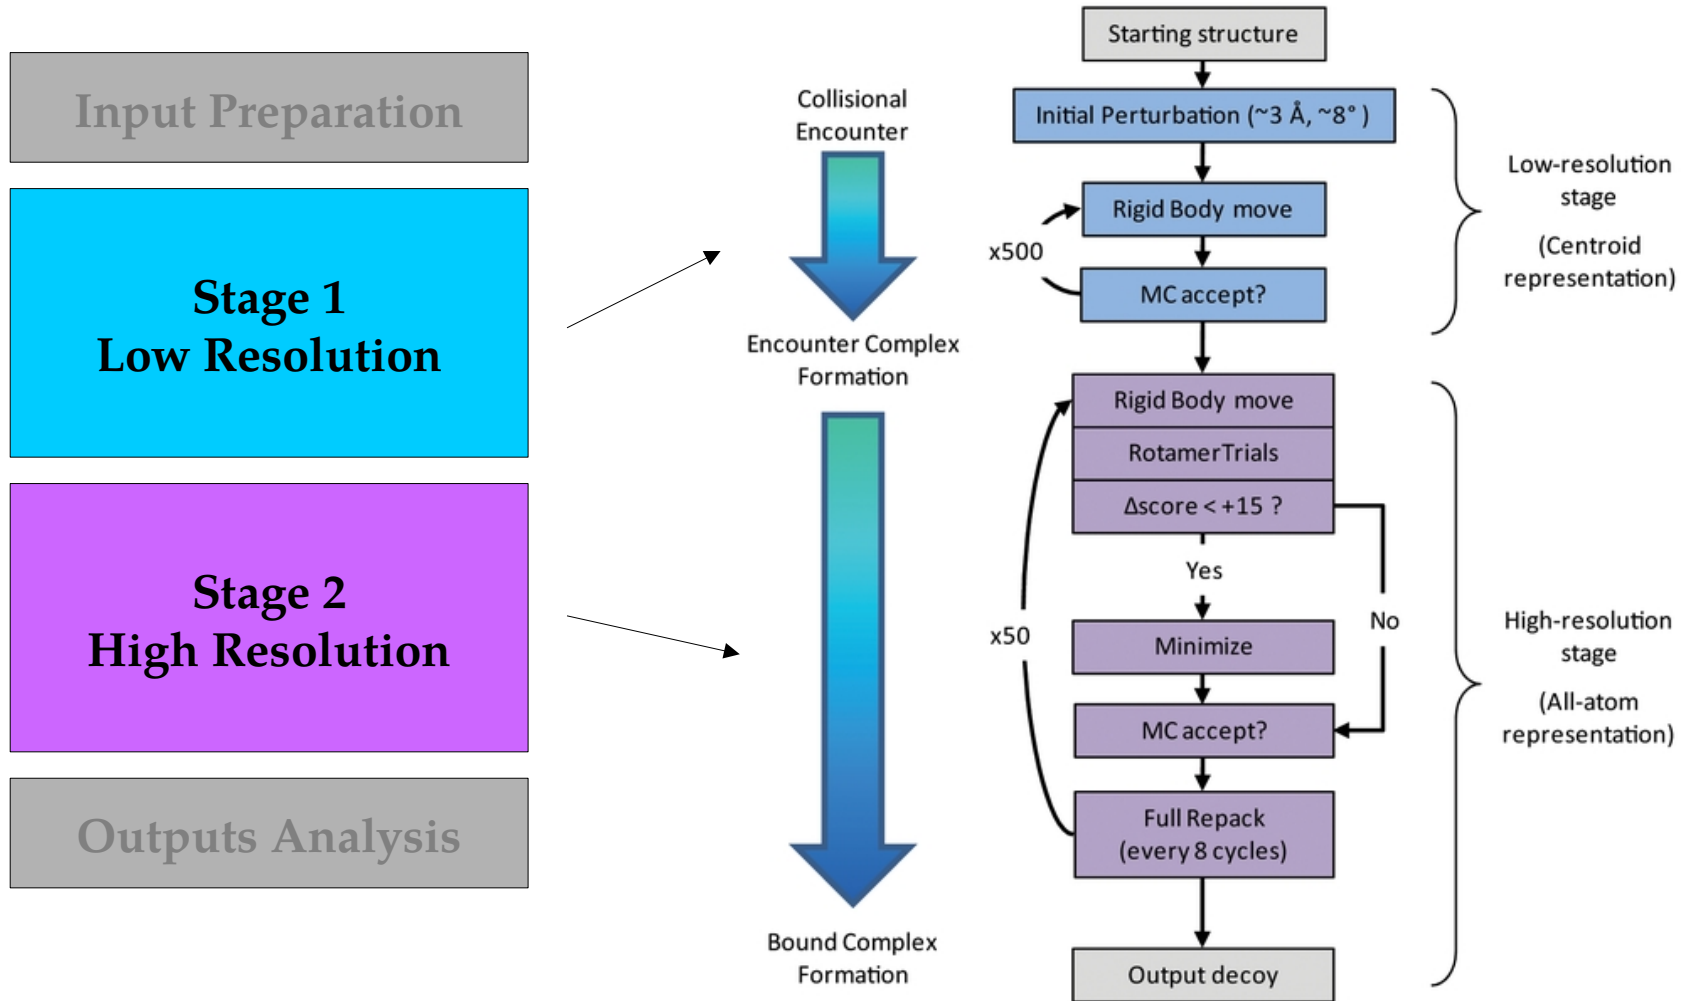 Input Preparation
Stage 1
Low Resolution
Stage 2
High Resolution
Outputs Analysis
Collisional
Encounter
Encounter Complex
Formation
Bound Complex
Formation
Starting structure
Initial Perturbation (~3 Å, ~8° )
Rigid Body move
x500
MC accept?
Rigid Body move
RotamerTrials
Δscore < +15 ?
Yes
No
x50
Minimize
MC accept?
Full Repack
(every 8 cycles)
Output decoy
Low-resolution
stage
(Centroid
representation)
High-resolution
stage
(All-atom
representation)